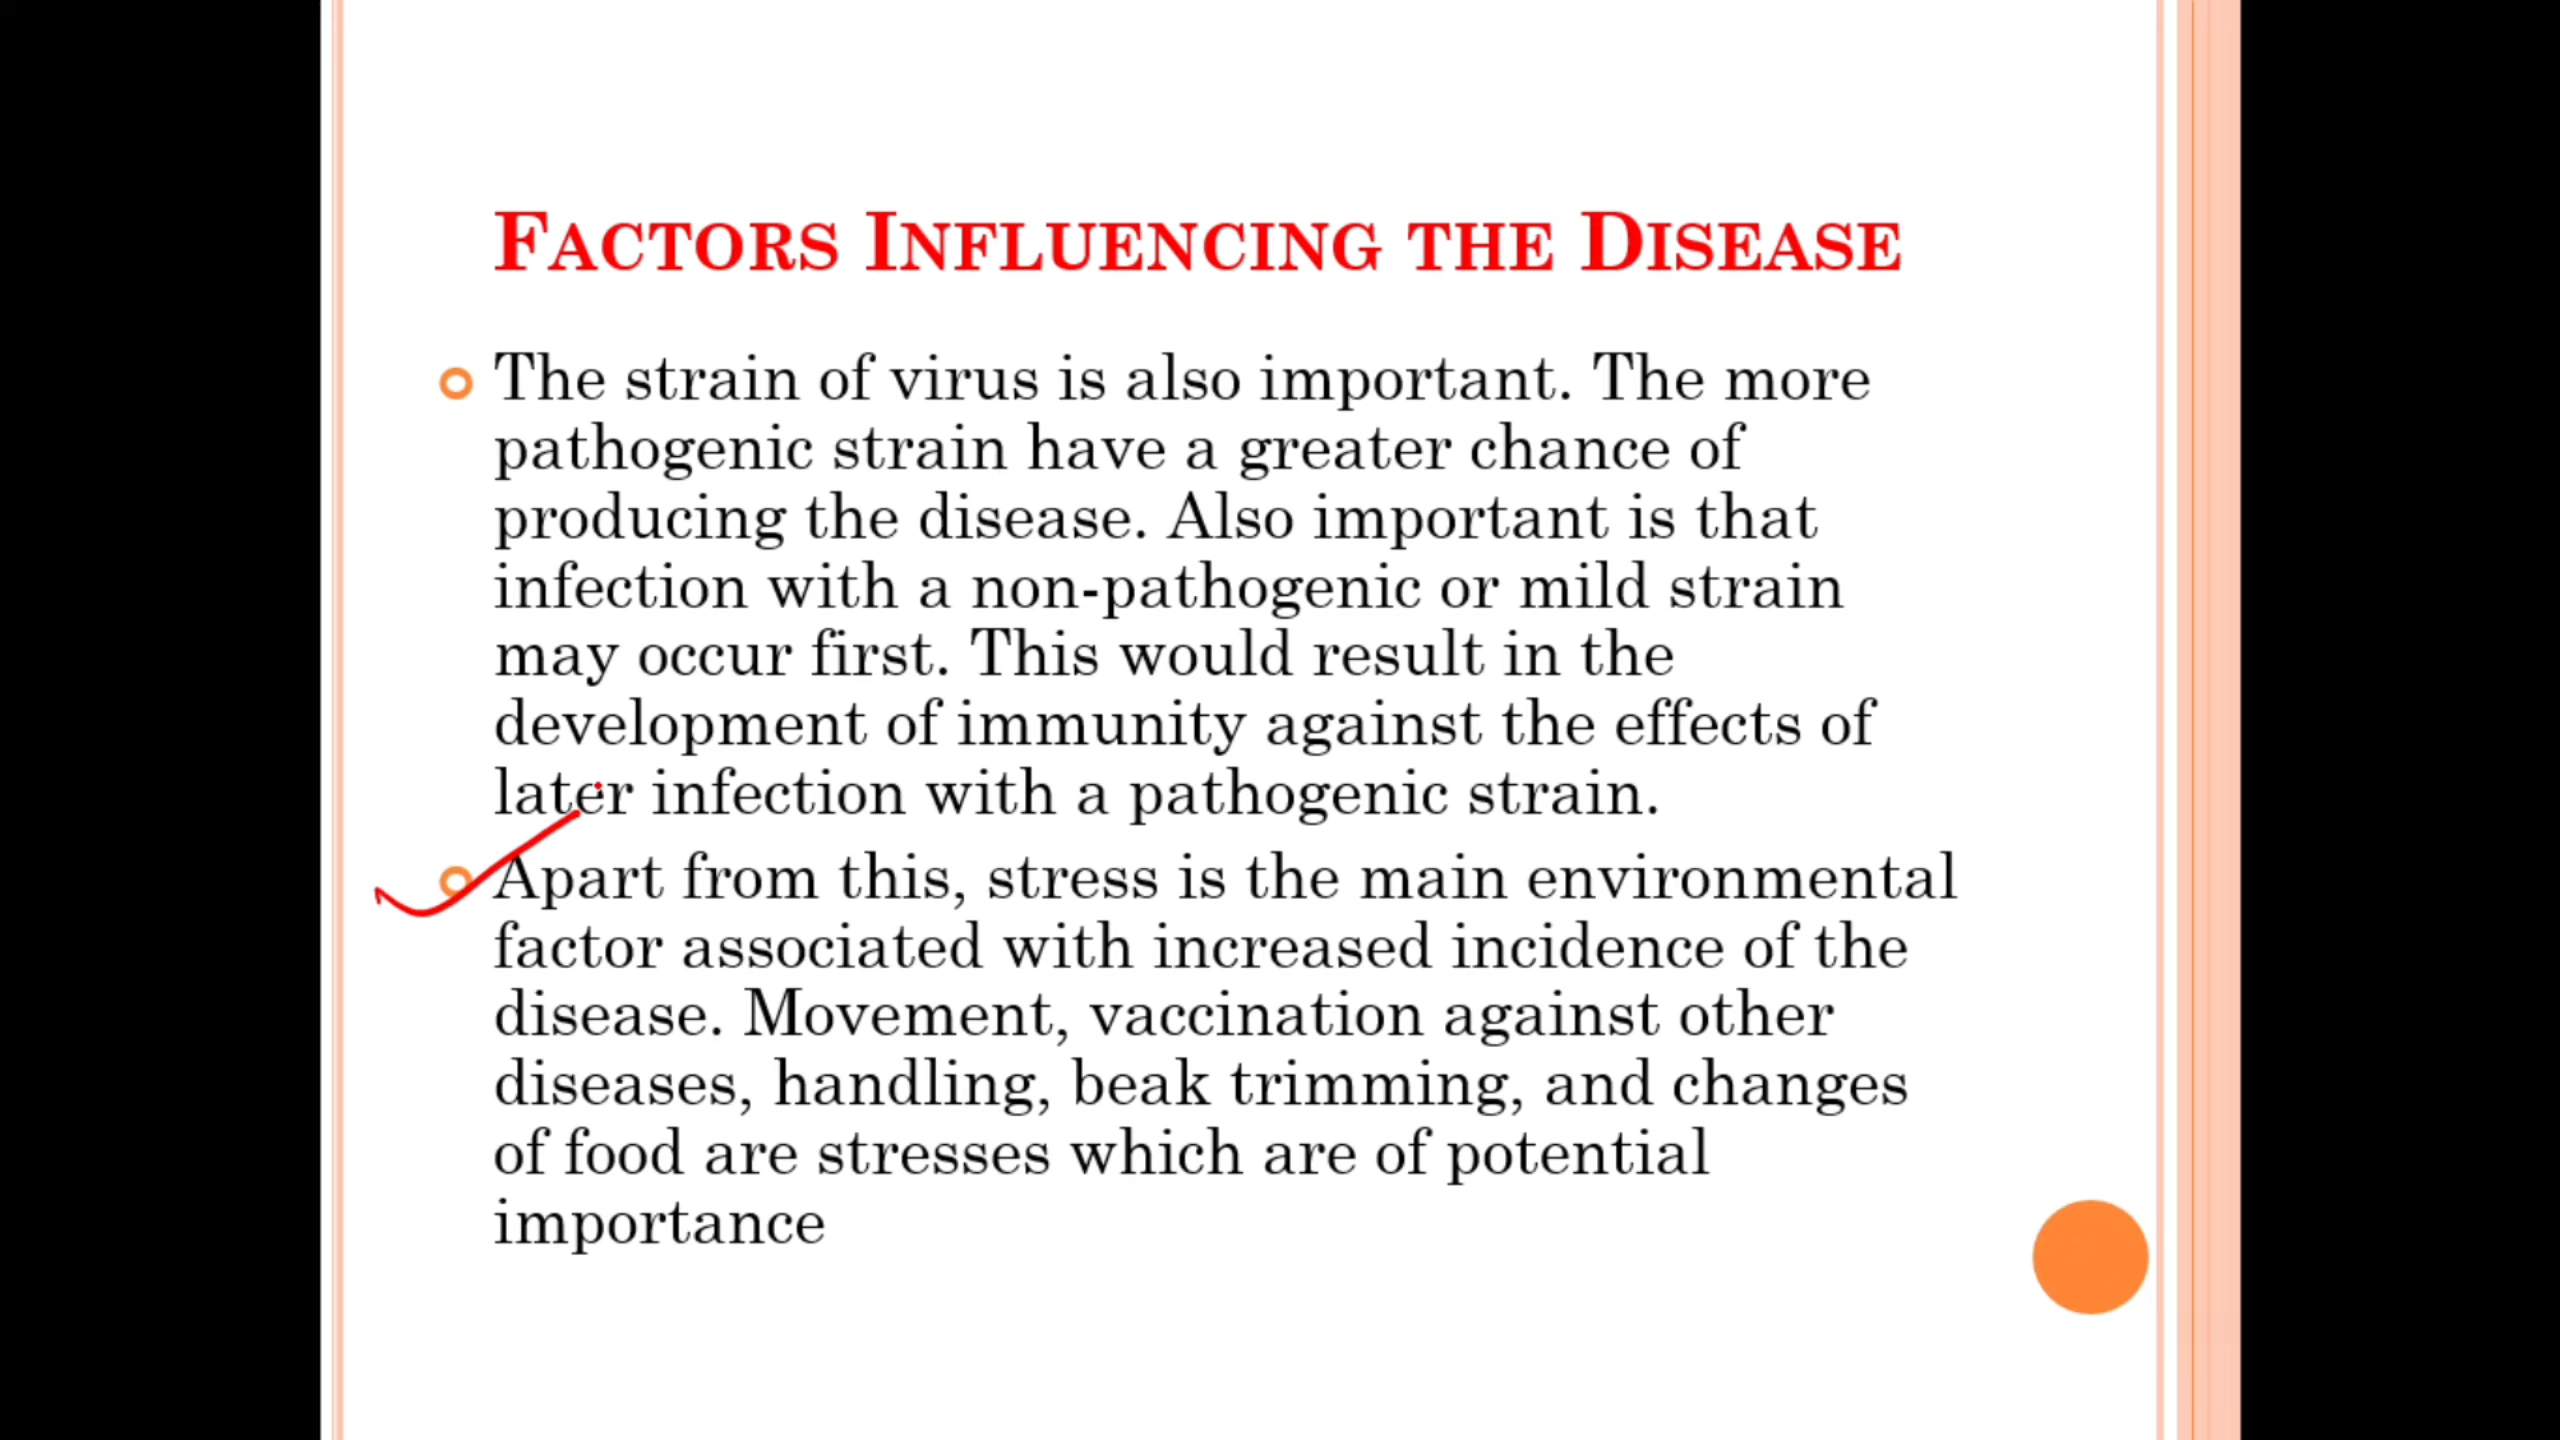 FACTORS INFLUENCING THE DISEASE
The strain of virus is also important. The more
pathogenic strain have a greater chance of
producing the disease. Also important is that
infection with a non-pathogenic or mild strain
may occur first. This would result in the
development of immunity against the effects of
later infection with a pathogenic strain.
Apart from this, stress is the main environmental
factor associated with increased incidence of the
disease. Movement, vaccination against other
diseases, handling, beak trimming, and changes
of food are stresses which are of potential
importance